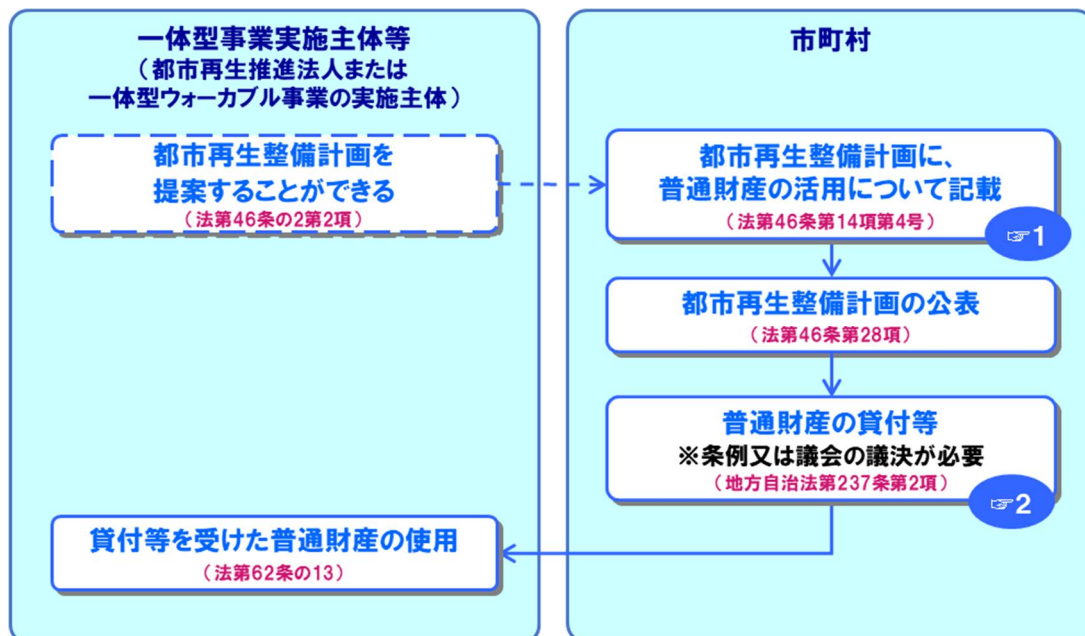 一体型事業実施主体等
（都市再生推進法人または
一体型ウォーカブル事業の実施主体）
都市再生整備計画を
提案することができる
（法第46条の2第2項）
市町村
都市再生整備計画に、
普通財産の活用について記載
（法第46条第14項第4号）
☞1
都市再生整備計画の公表
（法第46条第28項）
普通財産の貸付等
※条例又は議会の議決が必要
（地方自治法第237条第2項）
☞2
貸付等を受けた普通財産の使用
（法第62条の13）